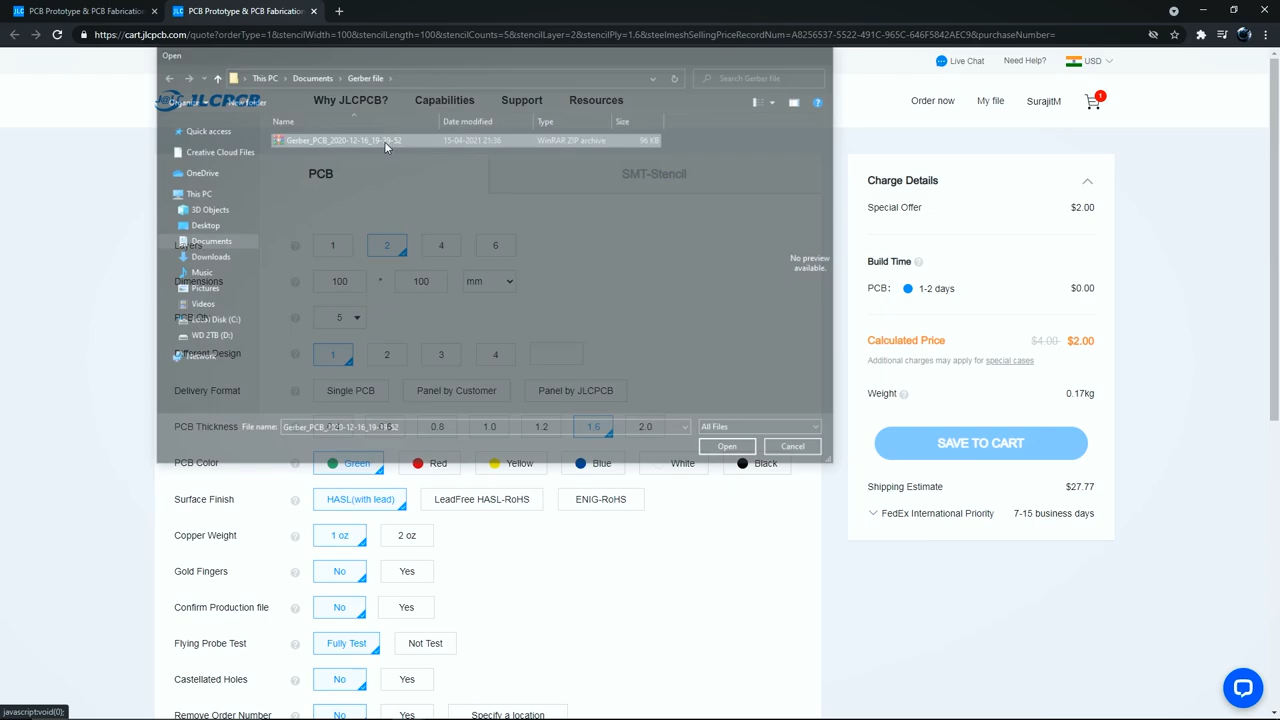 PCB Prototype & PCB Fabrication
PCB Prototype & PCB Fabrication
https://cart.jlcpcb.com/quote?orderType=1&stencilWidth=100&stencilLength=100&stencilCounts=5&stencilLayer=2&stencilPly=1.6&steelmeshSellingPriceRecordNum=A8256537-5522-491C-965C-646F5842AEC9&purchaseNumber=
Live Chat Need Help? USD
JLCPCB Why JLCPCB? Capabilities Support Resources Order now My file SurajitM 1
Open
This PC Documents Gerber file Search Gerber file
Organize New folder
Name Date modified Type Size
Gerber_PCB_2020-12-16_19-39-52 15-04-2021 21:36 WinRAR ZIP archive 96 KB
Quick access
Creative Cloud Files
OneDrive
This PC
3D Objects
Desktop
Documents
Downloads
Music
Pictures
Videos
Local Disk (C:)
WD 2TB (D:)
Network
No preview available.
File name: All Files
Open Cancel
PCB SMT-Stencil
Layers 1 2 4 6
Dimensions 100 * 100 mm
PCB Qty 5
Different Design 3 4
Delivery Format Single PCB Panel by Customer Panel by JLCPCB
PCB Thickness 0.8 1.0 1.2 1.6 2.0
PCB Color Green Red Yellow Blue White Black
Surface Finish HASL(with lead) LeadFree HASL-RoHS ENIG-RoHS
Copper Weight 1 oz 2 oz
Gold Fingers No Yes
Confirm Production file No Yes
Flying Probe Test Fully Test Not Test
Castellated Holes No Yes
Remove Order Number No Yes Specify a location
Charge Details
Special Offer $2.00
Build Time
PCB: 1-2 days $0.00
Calculated Price $4.00 $2.00
Additional charges may apply for special cases
Weight 0.17kg
SAVE TO CART
Shipping Estimate $27.77
FedEx International Priority 7-15 business days
javascript:void(0);